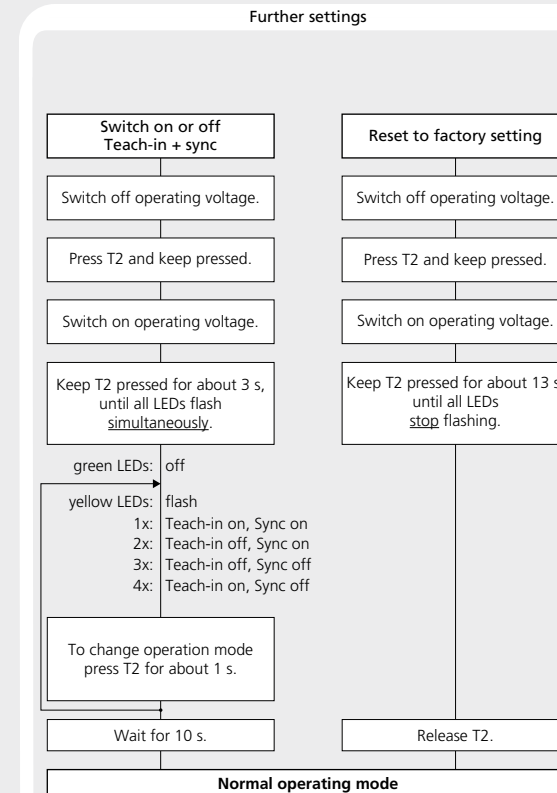 Further settings
Switch on or off
Teach-in + sync
Switch off operating voltage.
Press T2 and keep pressed.
Switch on operating voltage.
Keep T2 pressed for about 3 s,
until all LEDs flash
simultaneously.
green LEDs: off
yellow LEDs: flash
1x: Teach-in on, Sync on
2x: Teach-in off, Sync on
3x: Teach-in off, Sync off
4x: Teach-in on, Sync off
To change operation mode
press T2 for about 1 s.
Wait for 10 s.
Reset to factory setting
Switch off operating voltage.
Press T2 and keep pressed.
Switch on operating voltage.
Keep T2 pressed for about 13 s
until all LEDs
stop flashing.
Release T2.
Normal operating mode